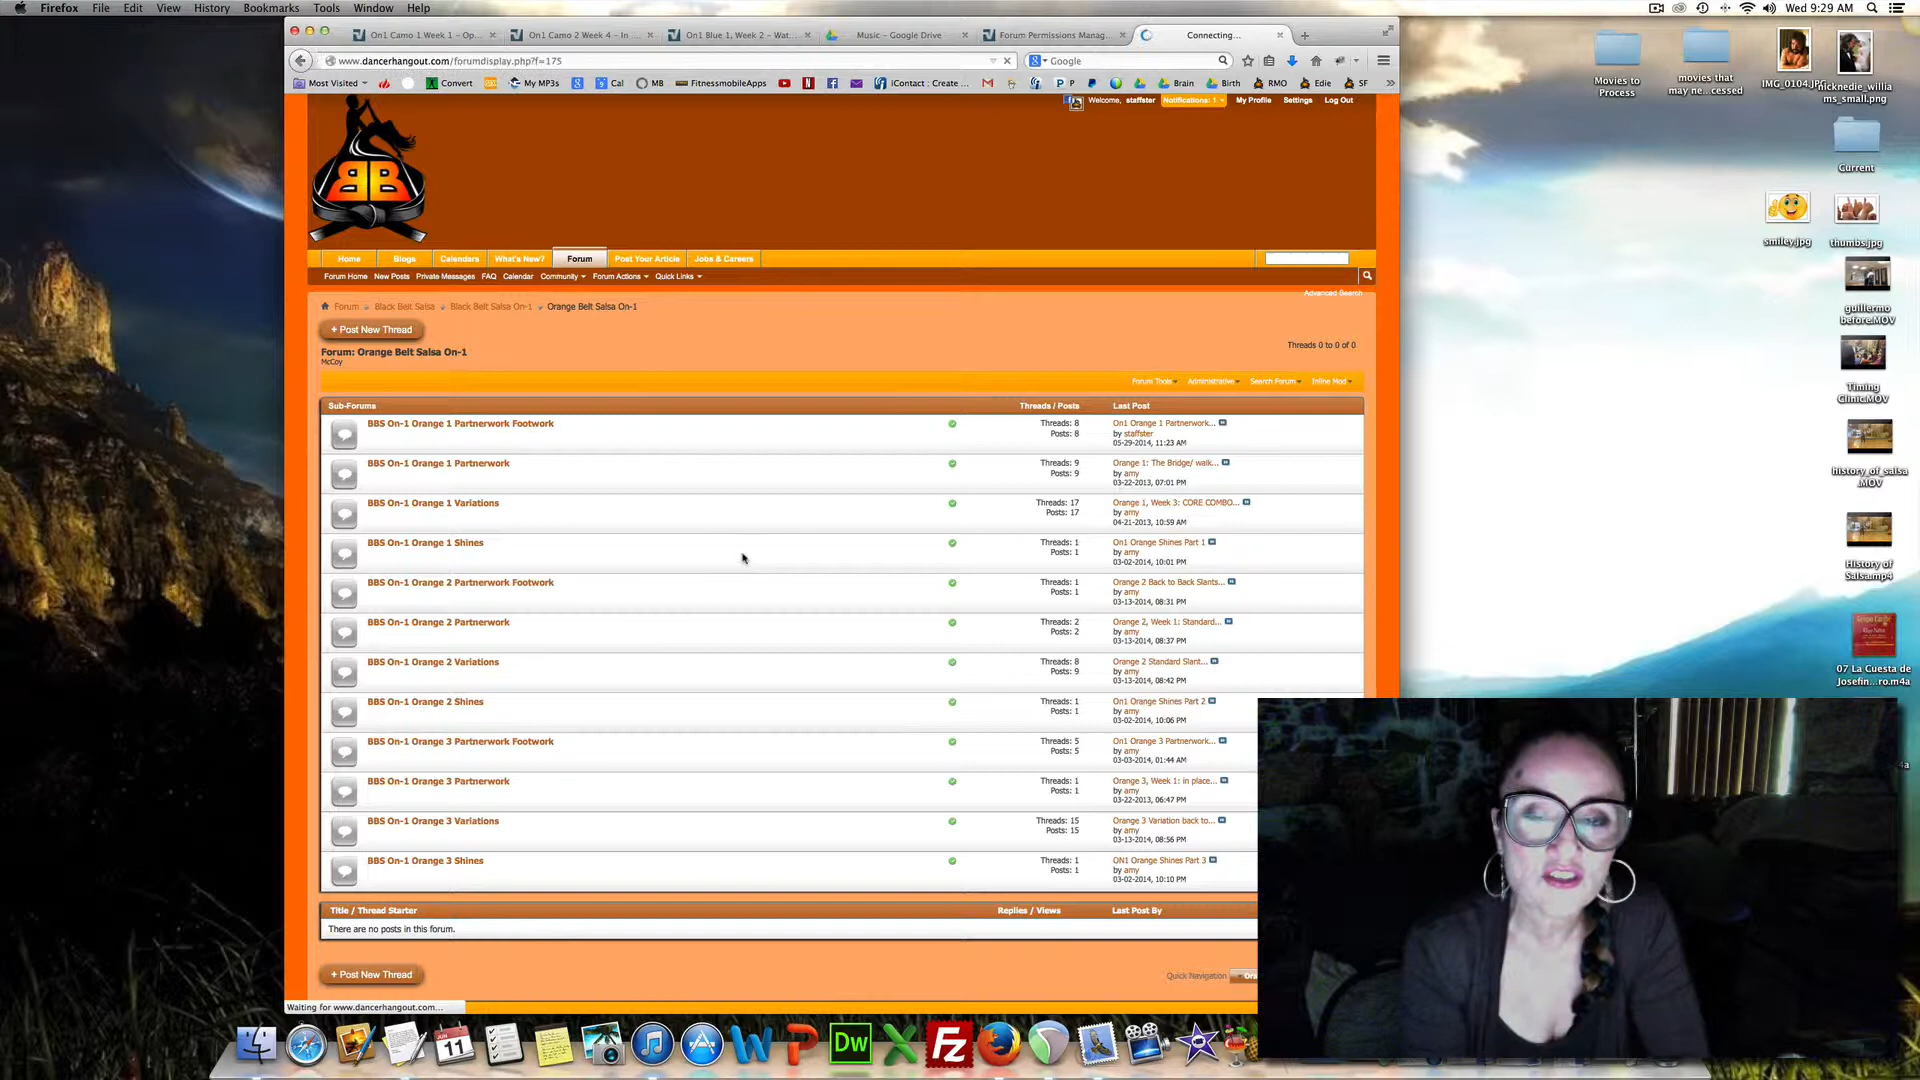 Firefox File Edit View History Bookmarks Tools Window Help
Wed 9:29 AM
On1 Camo 1 Week 1 – Op...
On1 Camo 2 Week 4 – In ...
On1 Blue 1, Week 2 – Wat...
Music – Google Drive
Forum Permissions Manag...
Connecting...
www.dancerhangout.com/forumdisplay.php?f=175
Google
Most Visited
Convert
My MP3s
Cal
MB
FitnessmobileApps
iContact : Create ...
P
Brain
Birth
RMO
Edie
SF
Welcome, staffster
Notifications: 1
My Profile
Settings
Log Out
BB
Home
Blogs
Calendars
What's New?
Forum
Post Your Article
Jobs & Careers
Forum Home
New Posts
Private Messages
FAQ
Calendar
Community
Forum Actions
Quick Links
Advanced Search
Forum
Black Belt Salsa
Black Belt Salsa On-1
Orange Belt Salsa On-1
+ Post New Thread
Forum: Orange Belt Salsa On-1
McCoy
Threads 0 to 0 of 0
Forum Tools
Administrative
Search Forum
Inline Mod
Sub-Forums
Threads / Posts
Last Post
BBS On-1 Orange 1 Partnerwork Footwork
Threads: 8
Posts: 8
On1 Orange 1 Partnerwork...
by staffster
05-29-2014, 11:23 AM
BBS On-1 Orange 1 Partnerwork
Threads: 9
Posts: 9
Orange 1: The Bridge/ walk...
by amy
03-22-2013, 07:01 PM
BBS On-1 Orange 1 Variations
Threads: 17
Posts: 17
Orange 1, Week 3: CORE COMBO...
by amy
04-21-2013, 10:59 AM
BBS On-1 Orange 1 Shines
Threads: 1
Posts: 1
On1 Orange Shines Part 1
by amy
03-02-2014, 10:01 PM
BBS On-1 Orange 2 Partnerwork Footwork
Threads: 1
Posts: 1
Orange 2 Back to Back Slants...
by amy
03-13-2014, 08:31 PM
BBS On-1 Orange 2 Partnerwork
Threads: 2
Posts: 2
Orange 2, Week 1: Standard...
by amy
03-13-2014, 08:37 PM
BBS On-1 Orange 2 Variations
Threads: 8
Posts: 9
Orange 2 Standard Slant...
by amy
03-13-2014, 08:42 PM
BBS On-1 Orange 2 Shines
Threads: 1
Posts: 1
On1 Orange Shines Part 2
by amy
03-02-2014, 10:06 PM
BBS On-1 Orange 3 Partnerwork Footwork
Threads: 5
Posts: 5
On1 Orange 3 Partnerwork...
by amy
03-03-2014, 01:44 AM
BBS On-1 Orange 3 Partnerwork
Threads: 1
Posts: 1
Orange 3, Week 1: in place...
by amy
03-22-2013, 06:47 PM
BBS On-1 Orange 3 Variations
Threads: 15
Posts: 15
Orange 3 Variation back to...
by amy
03-13-2014, 08:56 PM
BBS On-1 Orange 3 Shines
Threads: 1
Posts: 1
ON1 Orange Shines Part 3
by amy
03-02-2014, 10:10 PM
Title / Thread Starter
Replies / Views
Last Post By
There are no posts in this forum.
+ Post New Thread
Quick Navigation
Waiting for www.dancerhangout.com...
Movies to
Process
movies that
may ne...cessed
IMG_0104.JPG
nicknedie_willia
ms_small.png
Current
smiley.jpg
thumbs.jpg
guillermo
before.MOV
Timing
Clinic.MOV
history_of_salsa
.MOV
History of
Salsa.mp4
07 La Cuesta de
Josefin...ro.m4a
JUN
11
W
P
Dw
X
Fz